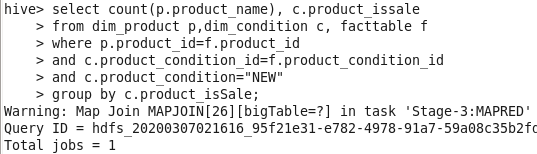 hive> select count(p.product_name), c.product_issale
> from dim_product p,dim_condition c, facttable f
> where p.product_id=f.product_id
> and c.product_condition_id=f.product_condition_id
> and c.product_condition="NEW"
> group by c.product_isSale;
Warning: Map Join MAPJOIN[26][bigTable=?] in task 'Stage-3:MAPRED'
Query ID = hdfs_20200307021616_95f21e31-e782-4978-91a7-59a08c35b2fd
Total jobs = 1